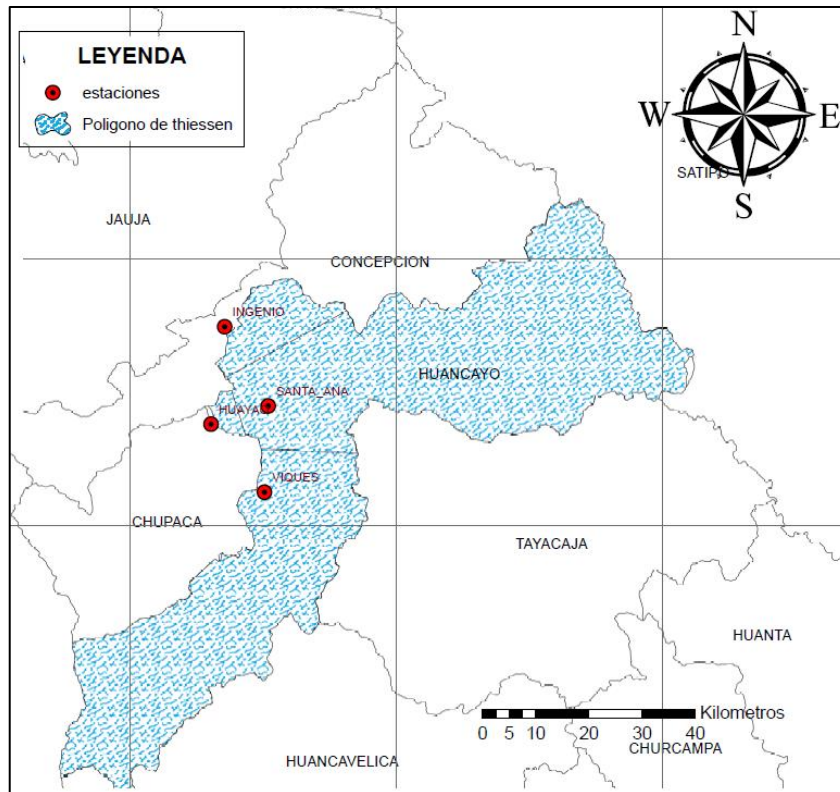 LEYENDA
estaciones
Poligono de thiessen
N
W
E
S
SATIPO
JAUJA
CONCEPCION
INGENIO
HUANCAYO
SANTA_ANA
HUAYAO
VIQUES
CHUPACA
TAYACAJA
HUANTA
Kilometros
0 5 10 20 30 40
CHURCAMPA
HUANCAVELICA